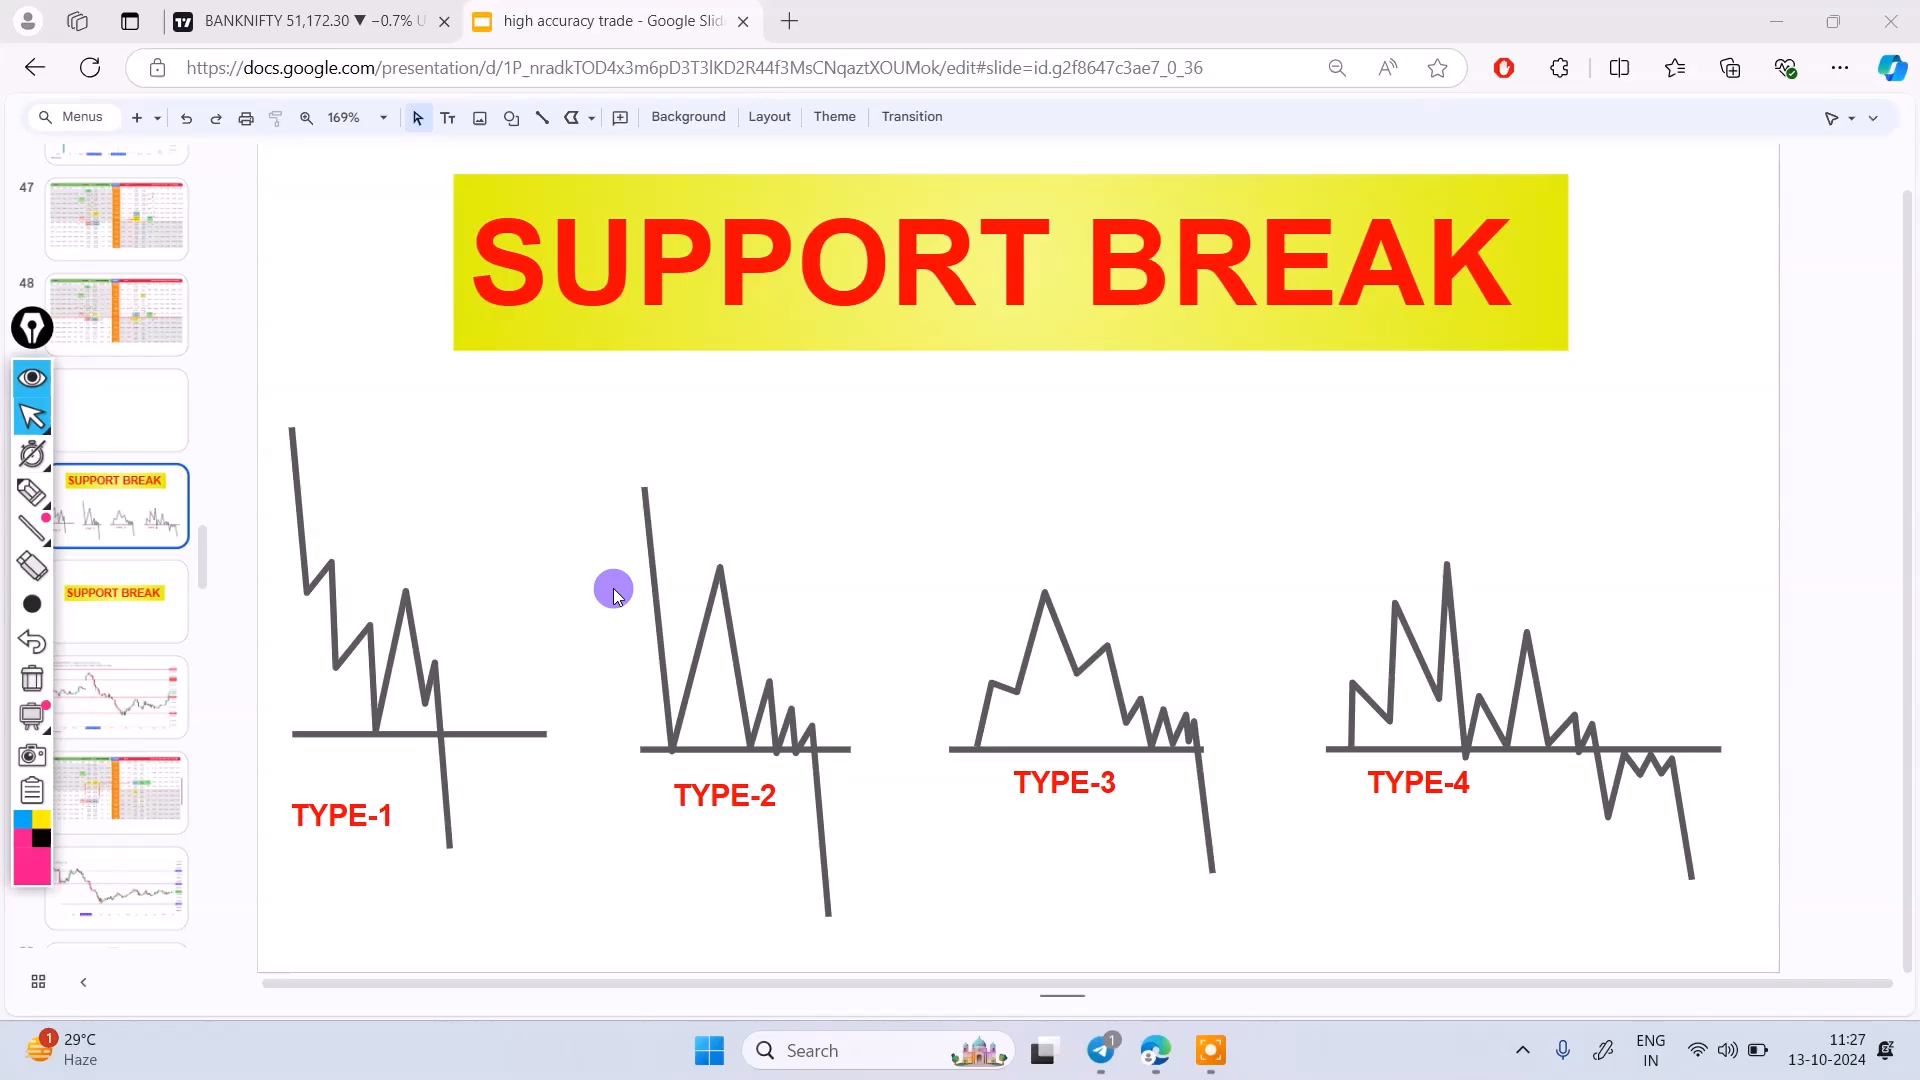 BANKNIFTY 51,172.30 ▼ −0.7% U
high accuracy trade - Google Slid
https://docs.google.com/presentation/d/1P_nradkTOD4x3m6pD3T3lKD2R44f3MsCNqaztXOUMok/edit#slide=id.g2f8647c3ae7_0_36
Menus
169%
Background
Layout
Theme
Transition
47
48
SUPPORT BREAK
SUPPORT BREAK
SUPPORT BREAK
TYPE-1
TYPE-2
TYPE-3
TYPE-4
1
29°C
Haze
Search
1
ENG
IN
11:27
13-10-2024